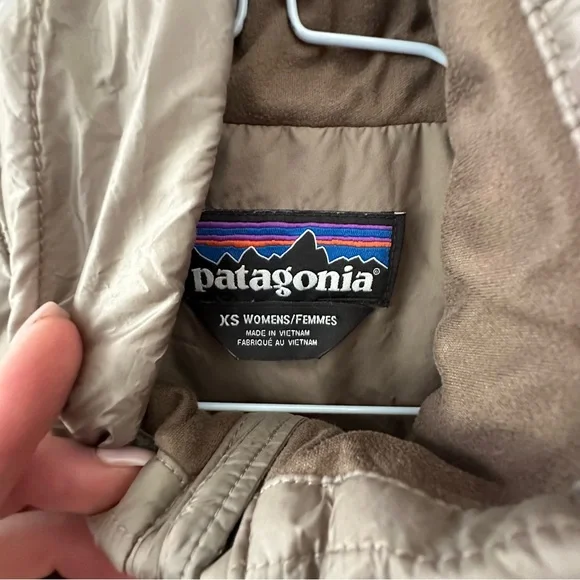 patagonia®
XS WOMENS/FEMMES
MADE IN VIETNAM
FABRIQUÉ AU VIETNAM